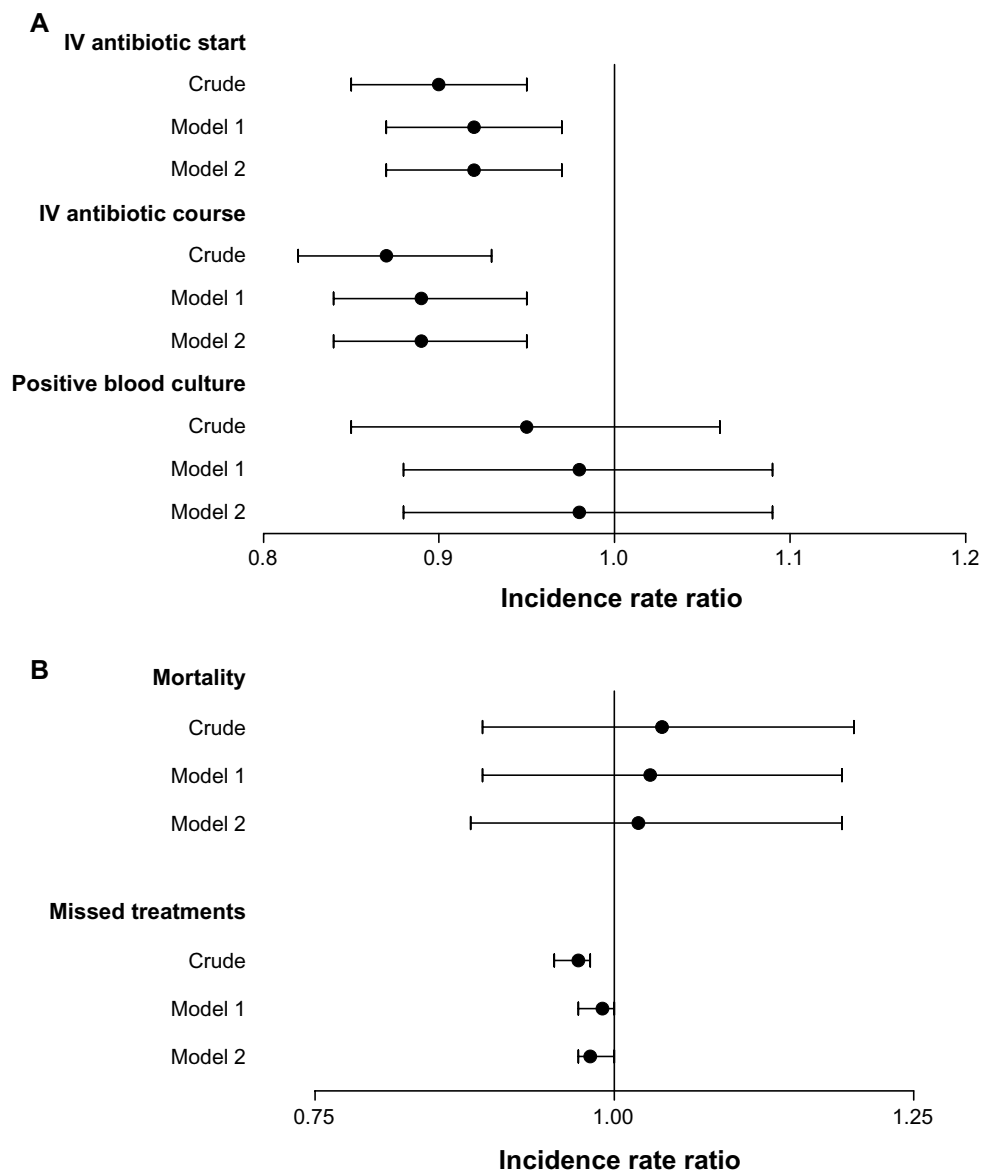 A
IV antibiotic start
Crude
Model 1
Model 2
IV antibiotic course
Crude
Model 1
Model 2
Positive blood culture
Crude
Model 1
Model 2
0.8 0.9 1.0 1.1 1.2
Incidence rate ratio
B
Mortality
Crude
Model 1
Model 2
Missed treatments
Crude
Model 1
Model 2
0.75 1.00 1.25
Incidence rate ratio